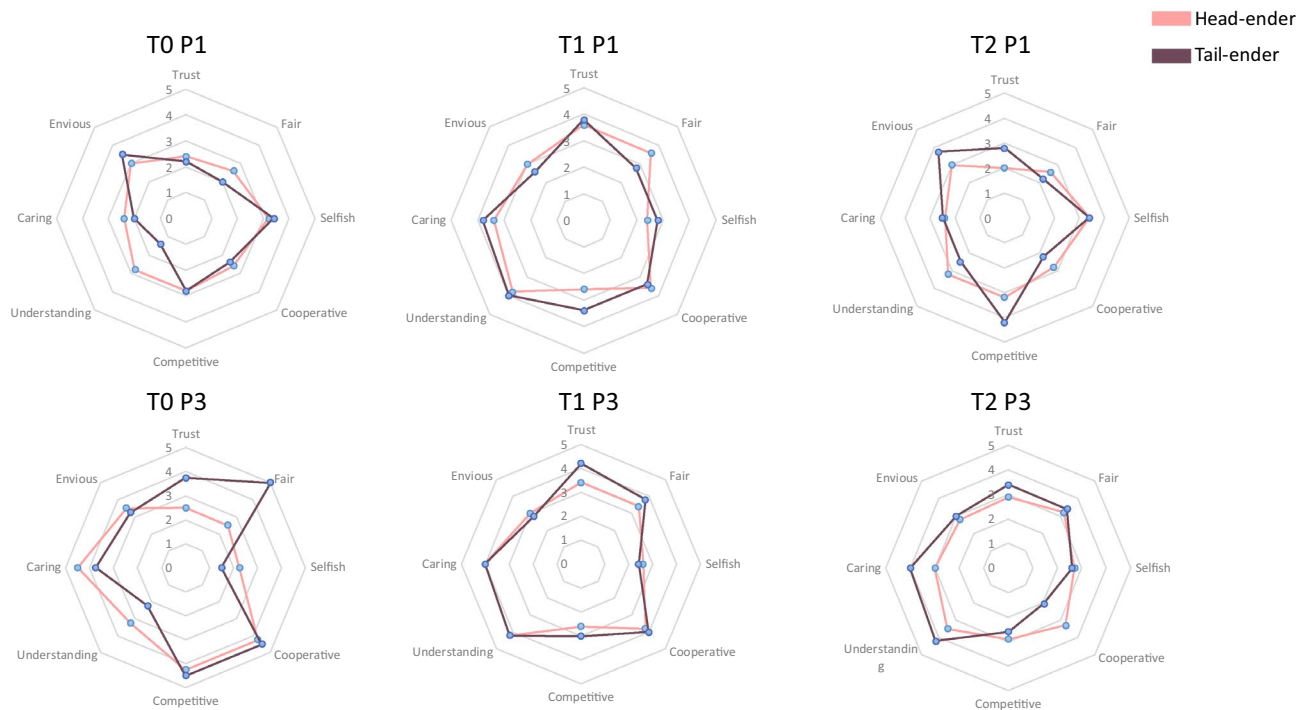 Head-ender
Tail-ender
T0 P1
Trust
Fair
Selfish
Cooperative
Competitive
Understanding
Caring
Envious
5
4
3
2
1
0
T1 P1
Trust
Fair
Selfish
Cooperative
Competitive
Understanding
Caring
Envious
5
4
3
2
1
0
T2 P1
Trust
Fair
Selfish
Cooperative
Competitive
Understanding
Caring
Envious
5
4
3
2
1
0
T0 P3
Trust
Fair
Selfish
Cooperative
Competitive
Understanding
Caring
Envious
5
4
3
2
1
0
T1 P3
Trust
Fair
Selfish
Cooperative
Competitive
Understanding
Caring
Envious
5
4
3
2
1
0
T2 P3
Trust
Fair
Selfish
Cooperative
Competitive
Understandin
g
Caring
Envious
5
4
3
2
1
0